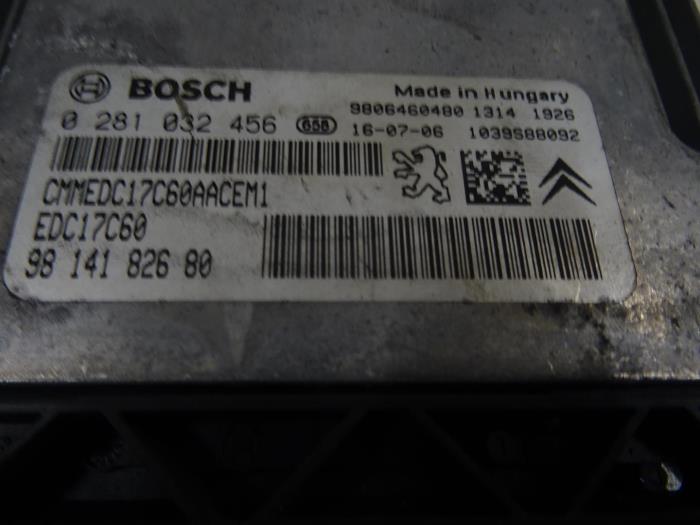 BOSCH Made in Hungary
9806460480 1314 1926
0 281 032 456 658 16-07-06 1039S88092
CMMEDC17C60AACEM1
EDC17C60
98 141 826 80